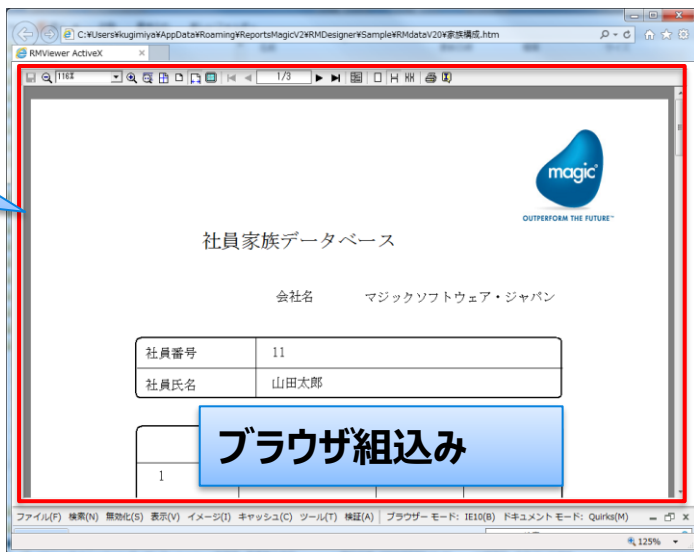 C:¥Users¥kugimiya¥AppData¥Roaming¥ReportsMagicV2¥RMDesigner¥Sample¥RMdataV20¥家族構成.htm
RMViewer ActiveX
116%
1/3
magic
OUTPERFORM THE FUTURE™
社員家族データベース
会社名 マジックソフトウェア・ジャパン
社員番号 11
社員氏名 山田太郎
ブラウザ組込み
1
ファイル(F) 検索(N) 無効化(S) 表示(V) イメージ(I) キャッシュ(C) ツール(T) 検証(A) ブラウザー モード: IE10(B) ドキュメント モード: Quirks(M)
125%